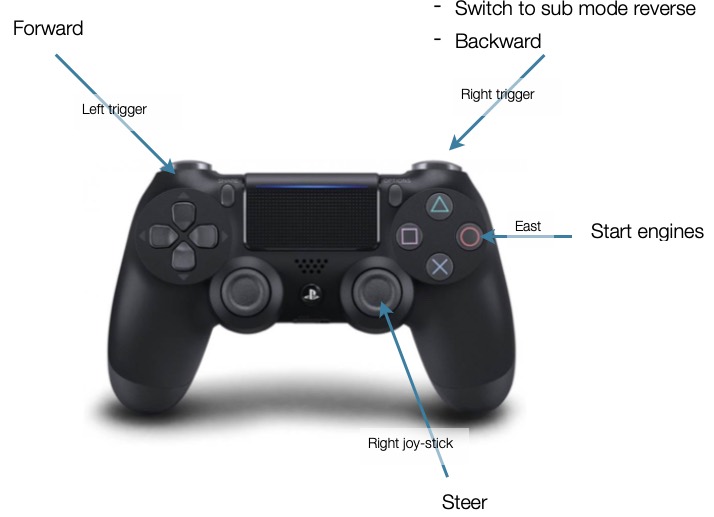 - Switch to sub mode reverse
Forward
- Backward
Right trigger
Left trigger
East
Start engines
Right joy-stick
Steer